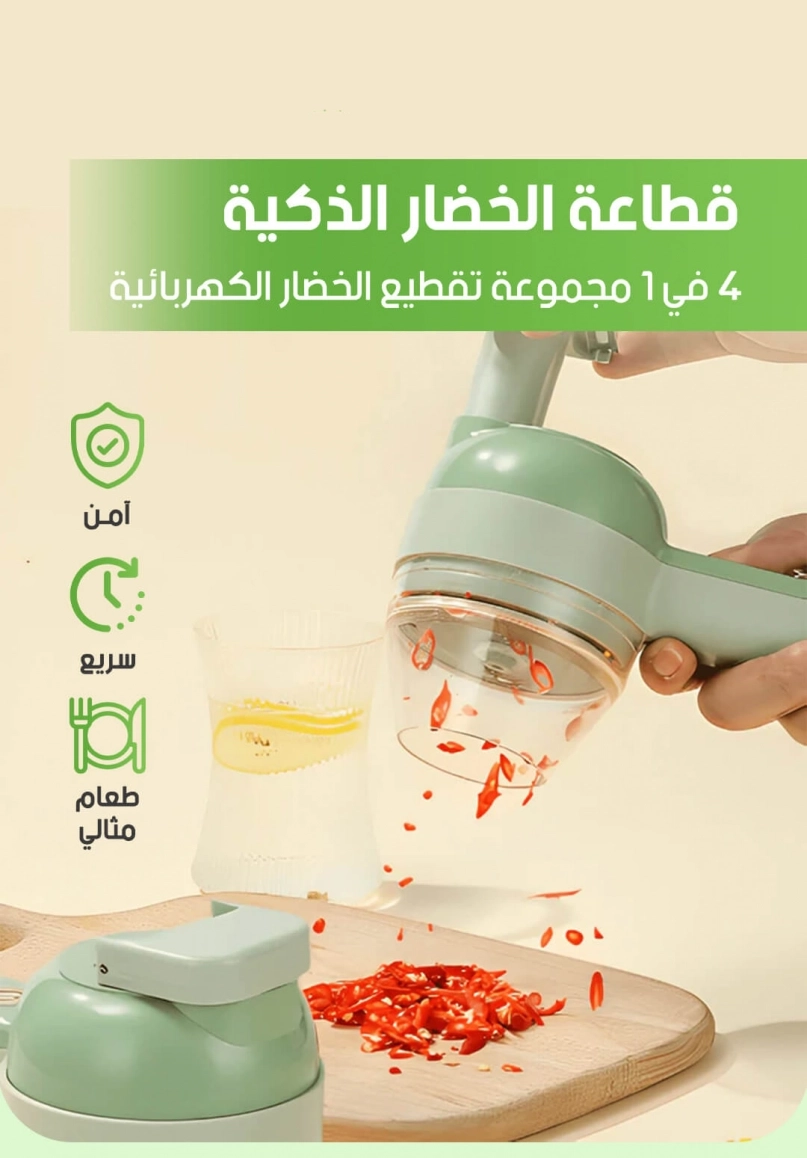 قطاعة الخضار الذكية
4 في 1 مجموعة تقطيع الخضار الكهربائية
آمن
سريع
طعام
مثالي